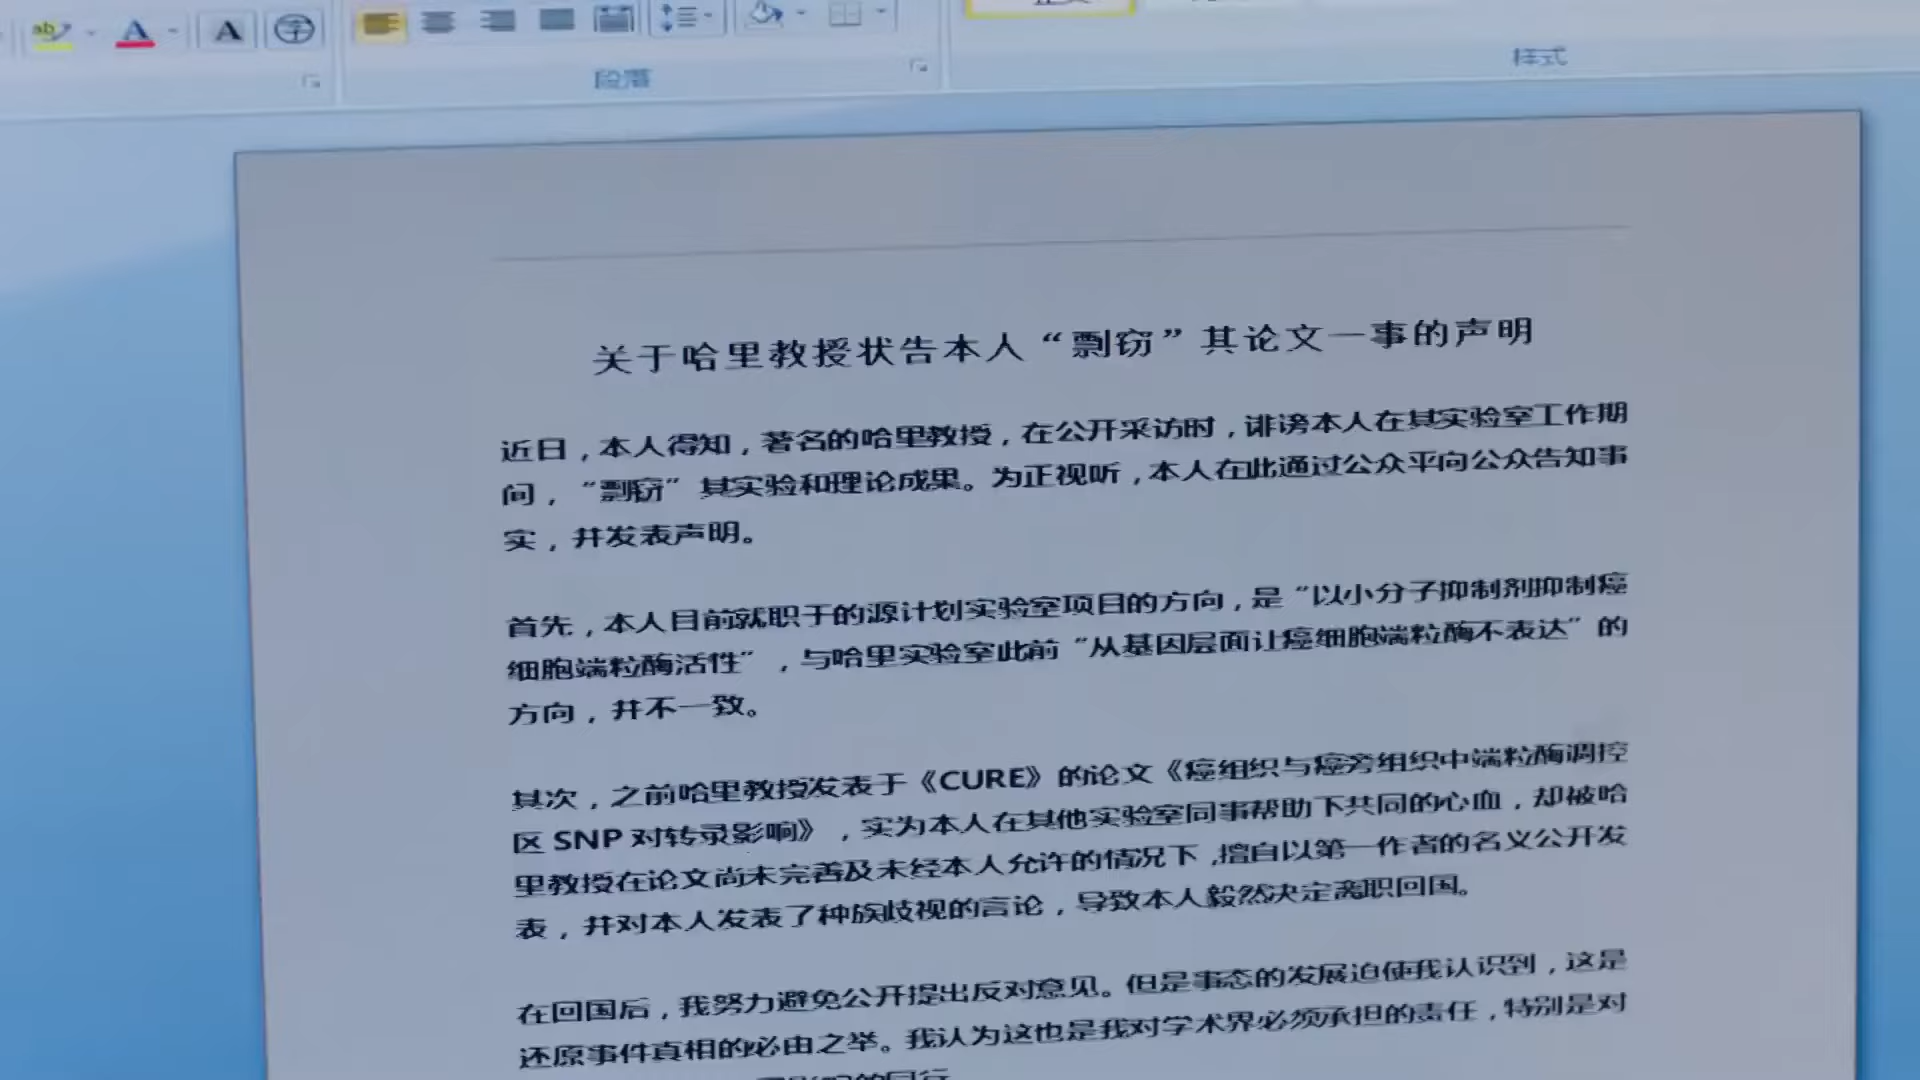 ab
A
A
字
段落
样式
关于哈里教授状告本人“剽窃”其论文一事的声明
近日，本人得知，著名的哈里教授，在公开采访时，诽谤本人在其实验室工作期
间，“剽窃”其实验和理论成果。为正视听，本人在此通过公众平向公众告知事
实，并发表声明。
首先，本人目前就职于的源计划实验室项目的方向，是“以小分子抑制剂抑制癌
细胞端粒酶活性”，与哈里实验室此前“从基因层面让癌细胞端粒酶不表达”的
方向，并不一致。
其次，之前哈里教授发表于《CURE》的论文《癌组织与癌旁组织中端粒酶调控
区 SNP 对转录影响》，实为本人在其他实验室同事帮助下共同的心血，却被哈
里教授在论文尚未完善及未经本人允许的情况下，擅自以第一作者的名义公开发
表，并对本人发表了种族歧视的言论，导致本人毅然决定离职回国。
在回国后，我努力避免公开提出反对意见。但是事态的发展迫使我认识到，这是
还原事件真相的必由之举。我认为这也是我对学术界必须承担的责任，特别是对
的同行